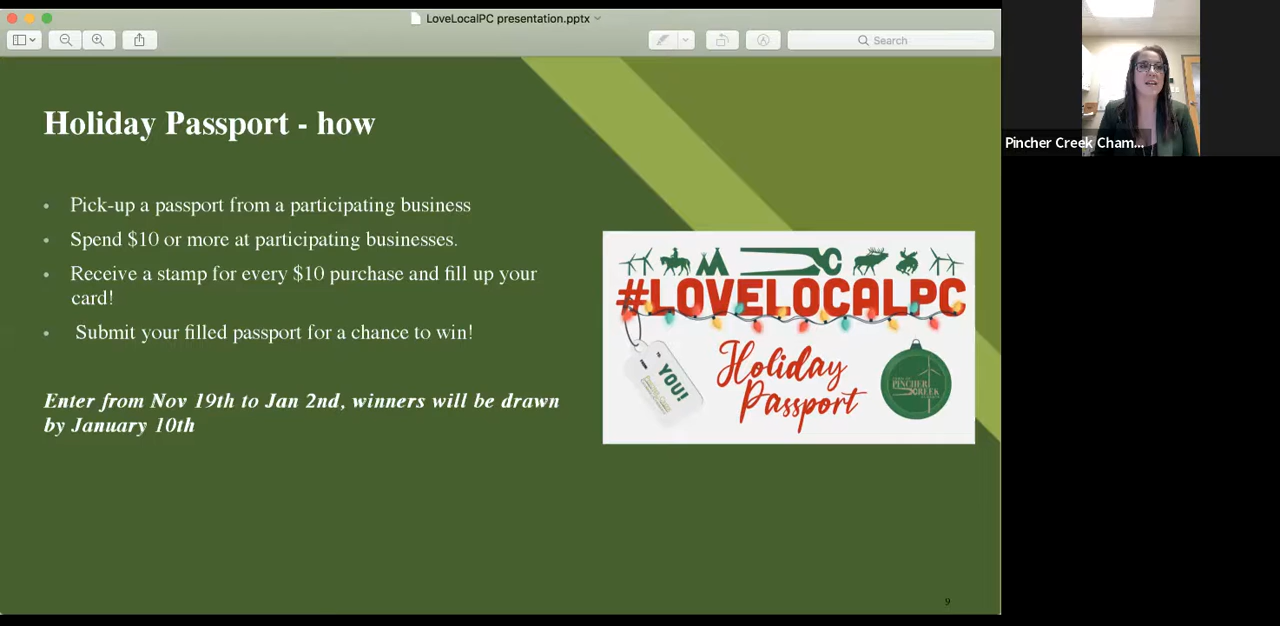 LoveLocalPC presentation.pptx
Search
Holiday Passport - how
• Pick-up a passport from a participating business
• Spend $10 or more at participating businesses.
• Receive a stamp for every $10 purchase and fill up your
card!
• Submit your filled passport for a chance to win!
Enter from Nov 19th to Jan 2nd, winners will be drawn
by January 10th
#LOVELOCALPC
YOU!
Holiday
Passport
PINCHER
CREEK
9
Pincher Creek Cham...